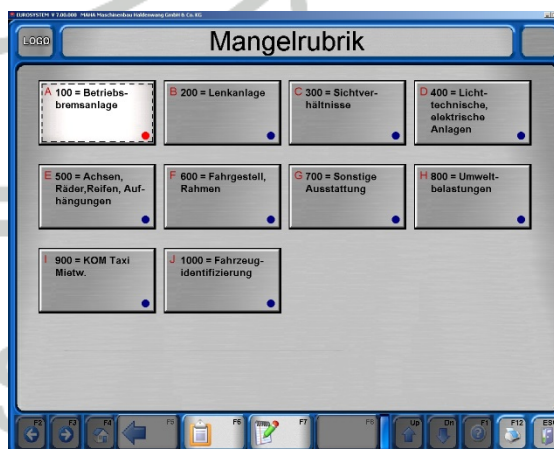 EUROSYSTEM V 7.00.000 MAHA Maschinenbau Haldenwang GmbH & Co. KG
LOGO
Mangelrubrik
A 100 = Betriebs-
bremsanlage
B 200 = Lenkanlage
C 300 = Sichtver-
hältnisse
D 400 = Licht-
technische,
elektrische
Anlagen
E 500 = Achsen,
Räder,Reifen, Auf-
hängungen
F 600 = Fahrgestell,
Rahmen
G 700 = Sonstige
Ausstattung
H 800 = Umwelt-
belastungen
I 900 = KOM Taxi
Mietw.
J 1000 = Fahrzeug-
identifizierung
F2 F3 F4 F5 F6 F7 F8 Up Dn F1 F12 ESC